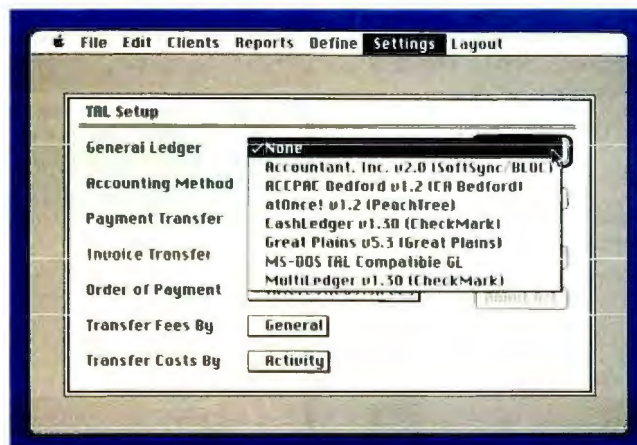 File Edit Clients Reports Define Settings Layout
TAL Setup
General Ledger
✓None
Accountant, Inc. v2.0 (SoftSync/BLOC)
ACCPAC Bedford v1.2 (CA Bedford)
atOnce! v1.2 (PeachTree)
CashLedger v1.30 (CheckMark)
Great Plains v5.3 (Great Plains)
MS-DOS TAL Compatible GL
MultiLedger v1.30 (CheckMark)
Accounting Method
Payment Transfer
Invoice Transfer
Order of Payment
Transfer Fees By General
Transfer Costs By Activity